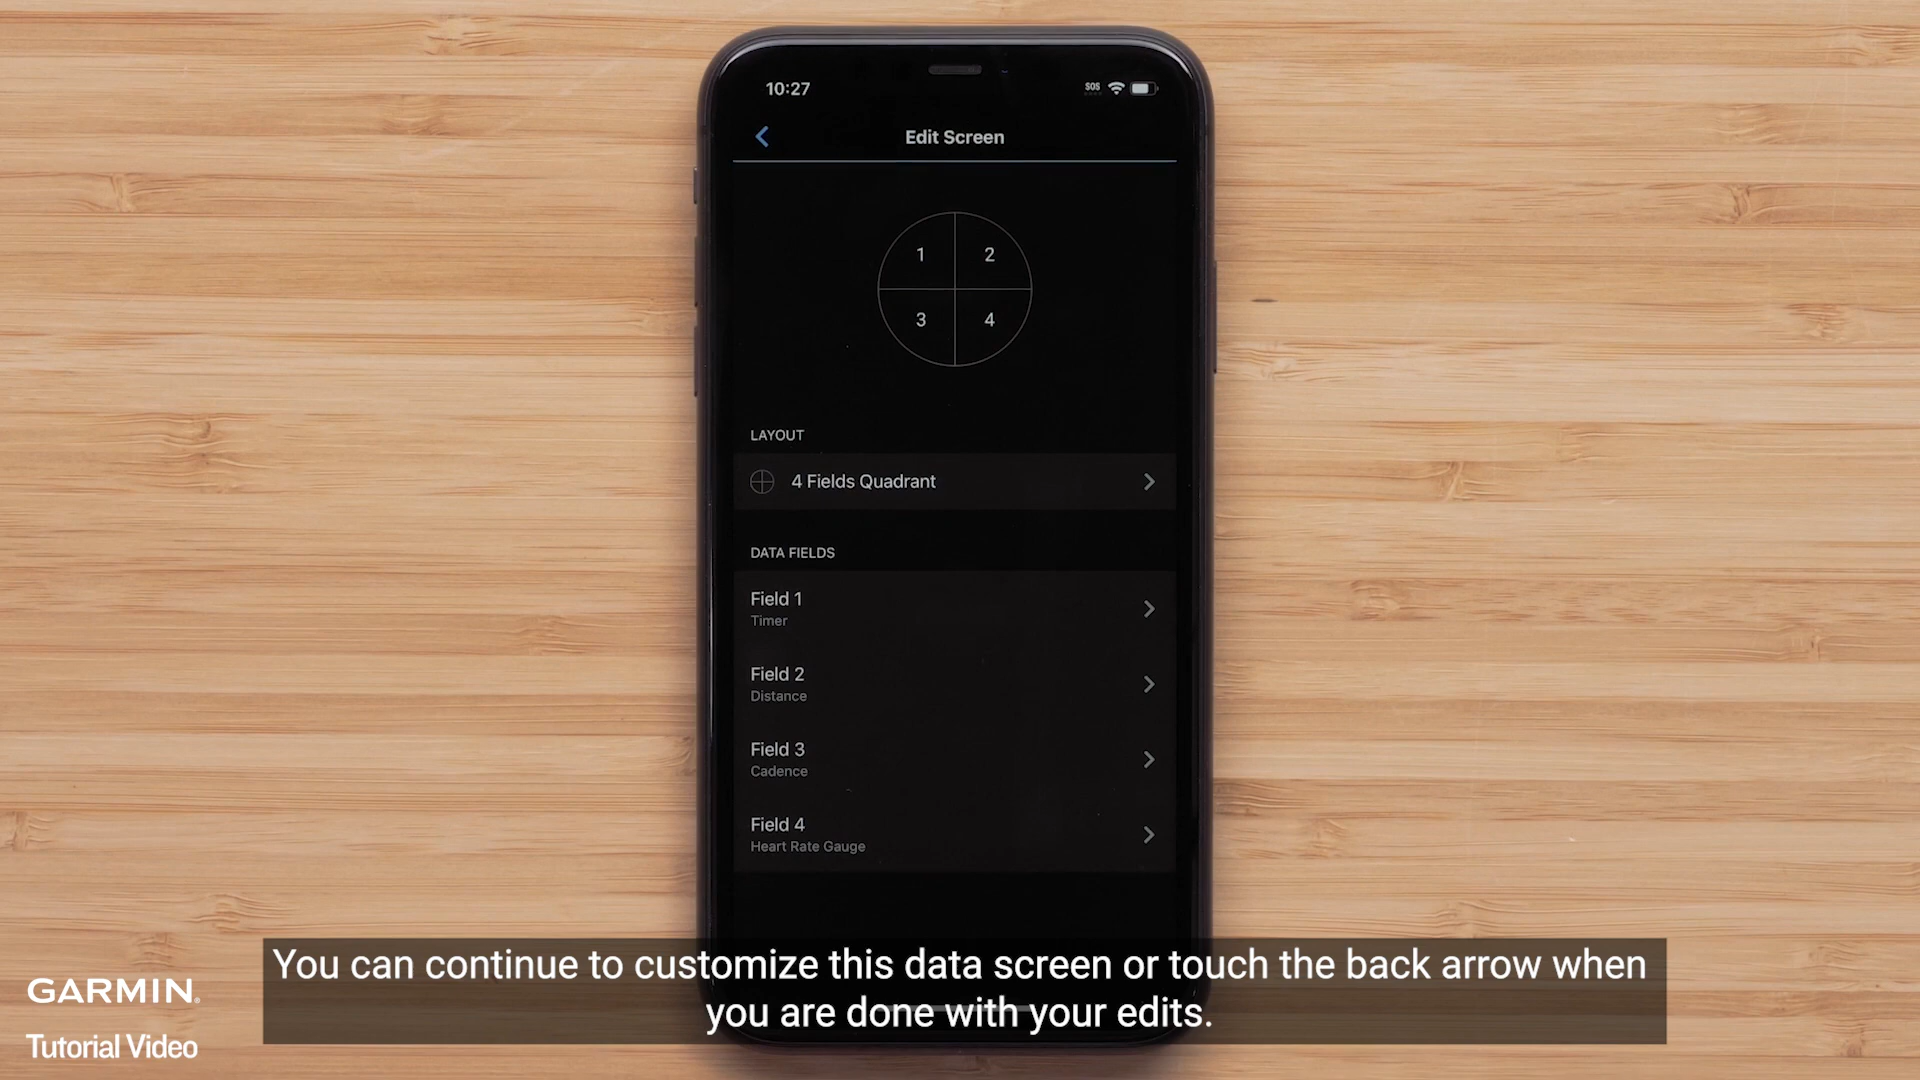 10:27
SOS
Edit Screen
1 2
3 4
LAYOUT
4 Fields Quadrant
DATA FIELDS
Field 1
Timer
Field 2
Distance
Field 3
Cadence
Field 4
Heart Rate Gauge
You can continue to customize this data screen or touch the back arrow when
you are done with your edits.
GARMIN
Tutorial Video